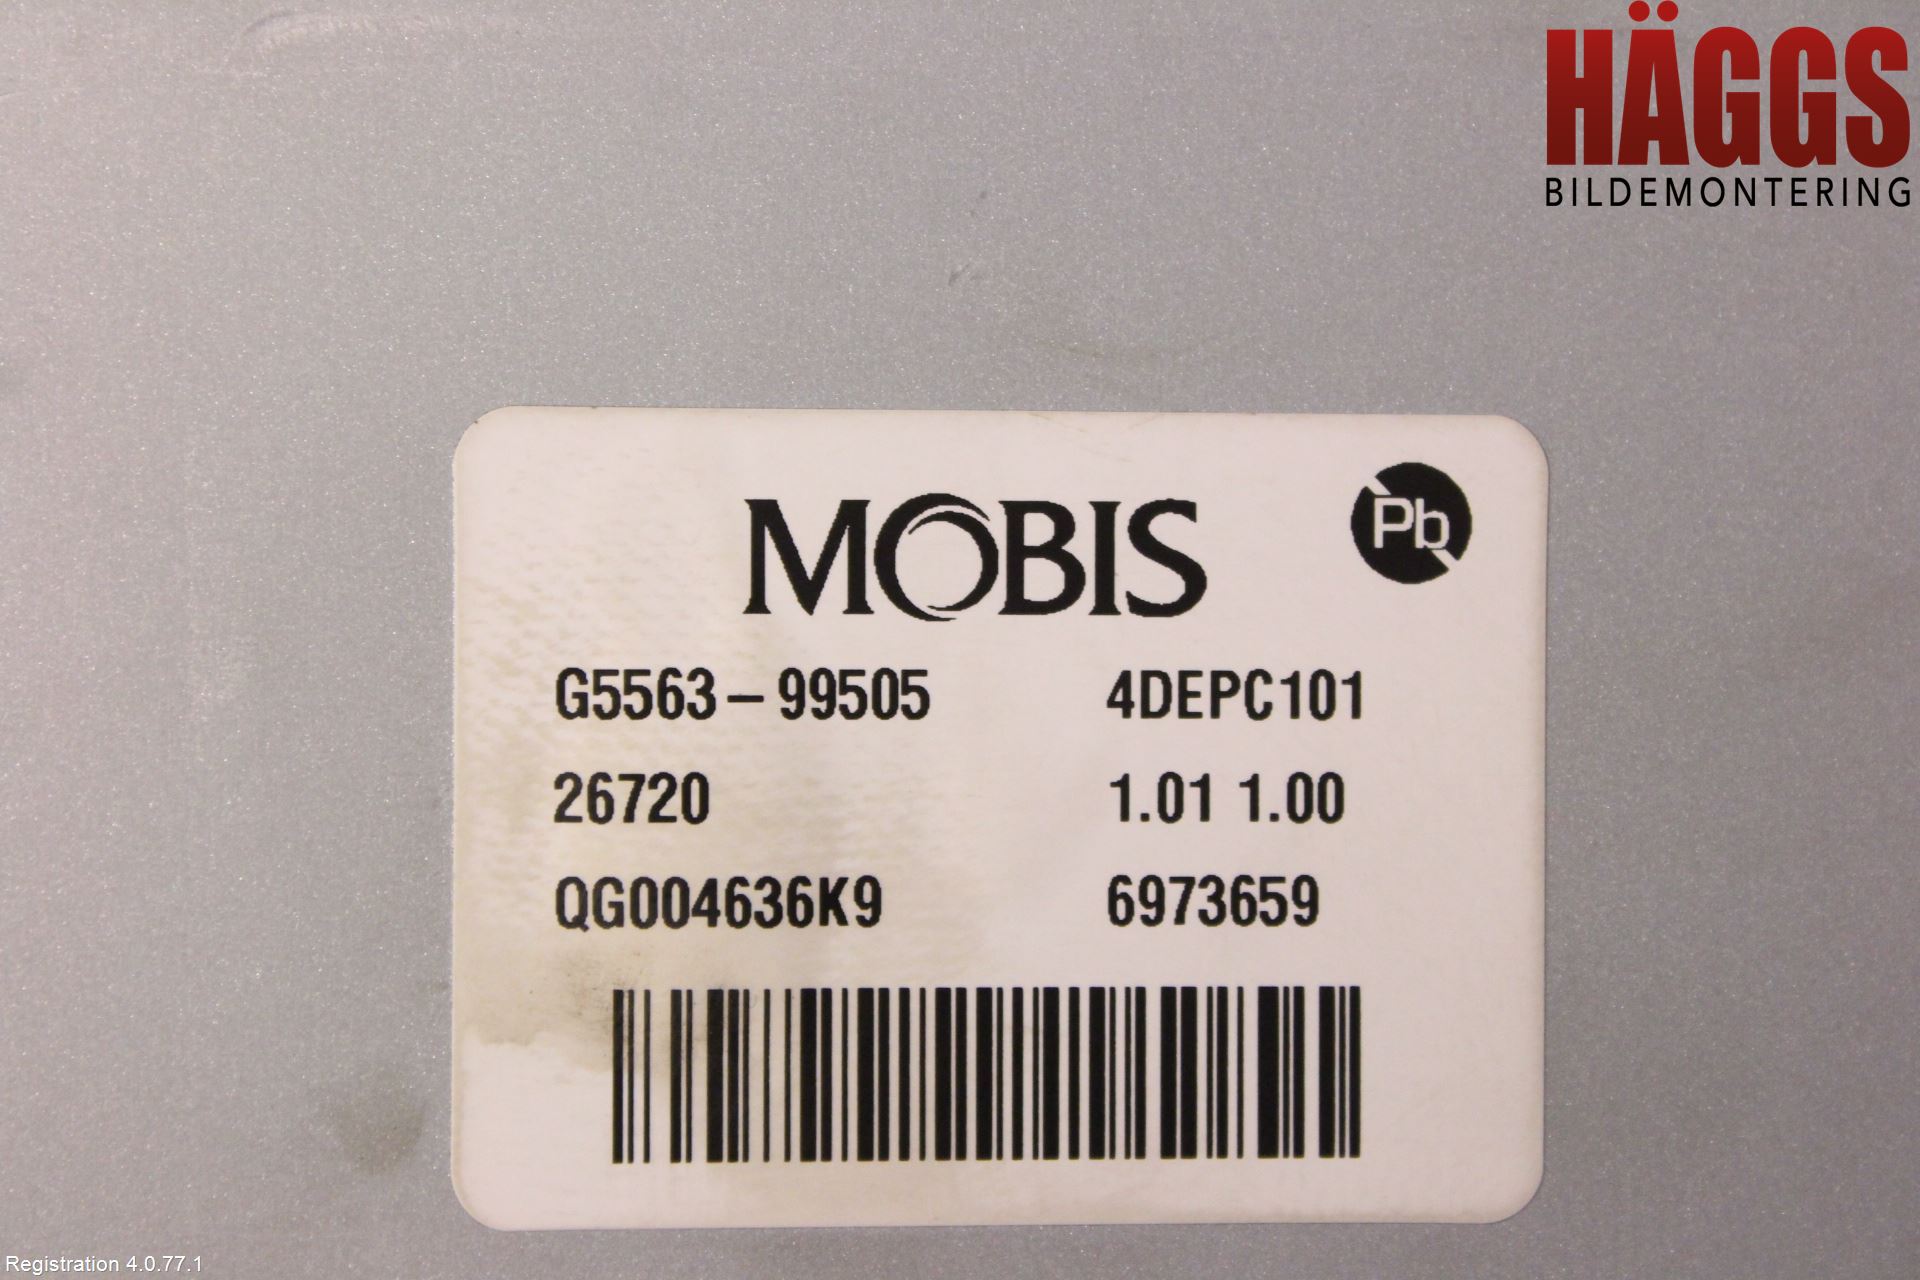 HÄGGS
BILDEMONTERING
MOBIS
Pb
G5563-99505 4DEPC101
26720 1.01 1.00
QG004636K9 6973659
Registration 4.0.77.1